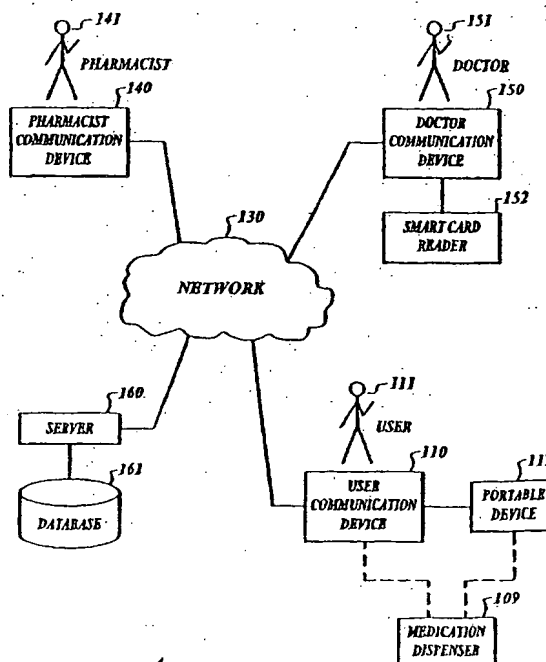 141
PHARMACIST
140
PHARMACIST
COMMUNICATION
DEVICE
151
DOCTOR
150
DOCTOR
COMMUNICATION
DEVICE
152
SMART CARD
READER
130
NETWORK
160
SERVER
161
DATABASE
111
USER
110
USER
COMMUNICATION
DEVICE
PORTABLE
DEVICE
109
MEDICATION
DISPENSER